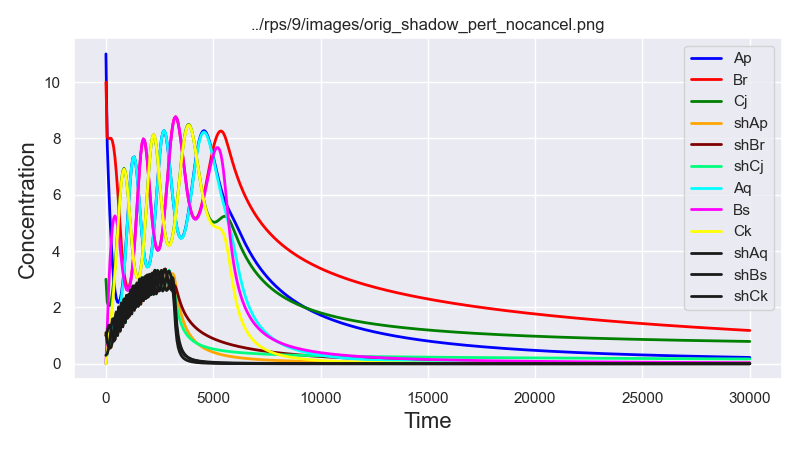 ../rps/9/images/orig_shadow_pert_nocancel.png
Concentration
10
8
6
4
2
0
0
5000
10000
15000
20000
25000
30000
Time
Ap
Br
Cj
shAp
shBr
shCj
Aq
Bs
Ck
shAq
shBs
shCk